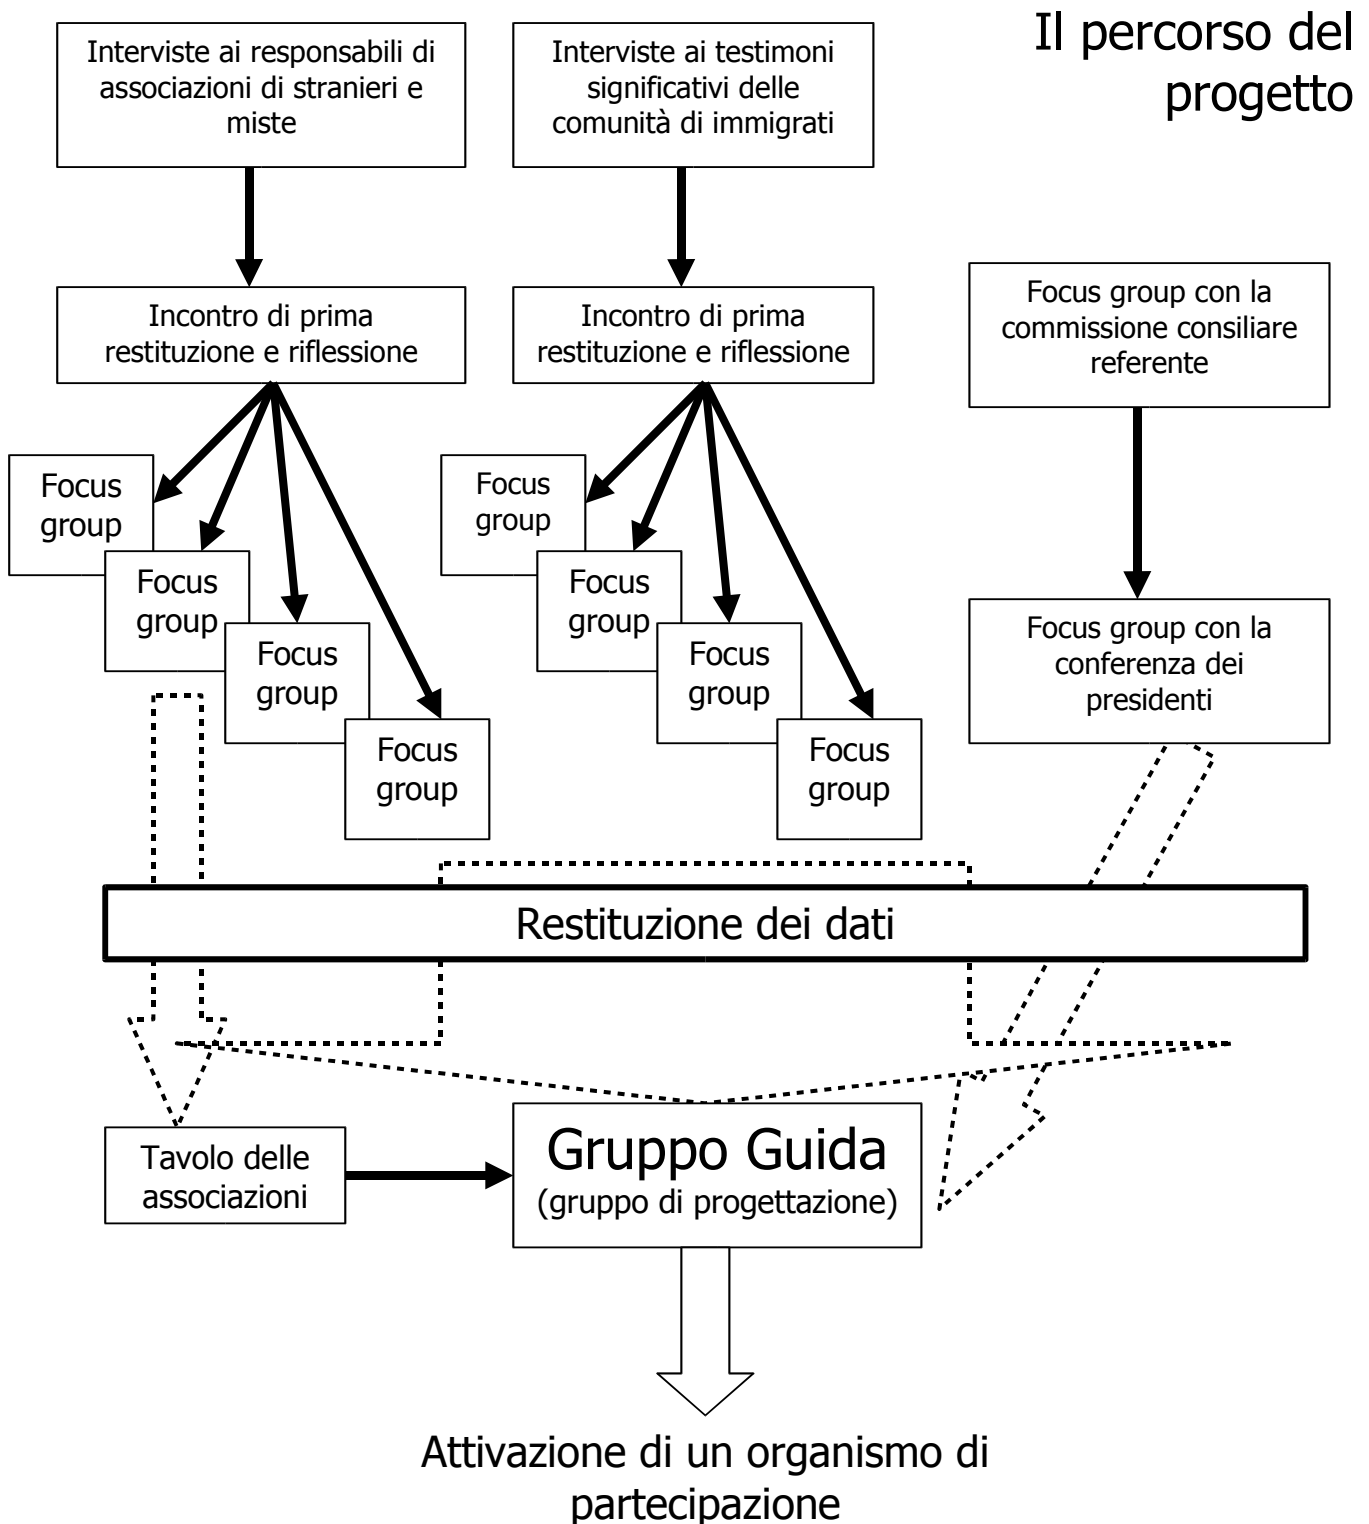 Il percorso del
progetto
Interviste ai responsabili di
associazioni di stranieri e
miste
Interviste ai testimoni
significativi delle
comunità di immigrati
Incontro di prima
restituzione e riflessione
Incontro di prima
restituzione e riflessione
Focus group con la
commissione consiliare
referente
Focus
group
Focus
group
Focus
group
Focus
group
Focus
group
Focus
group
Focus
group
Focus
group
Focus group con la
conferenza dei
presidenti
Restituzione dei dati
Tavolo delle
associazioni
Gruppo Guida
(gruppo di progettazione)
Attivazione di un organismo di
partecipazione